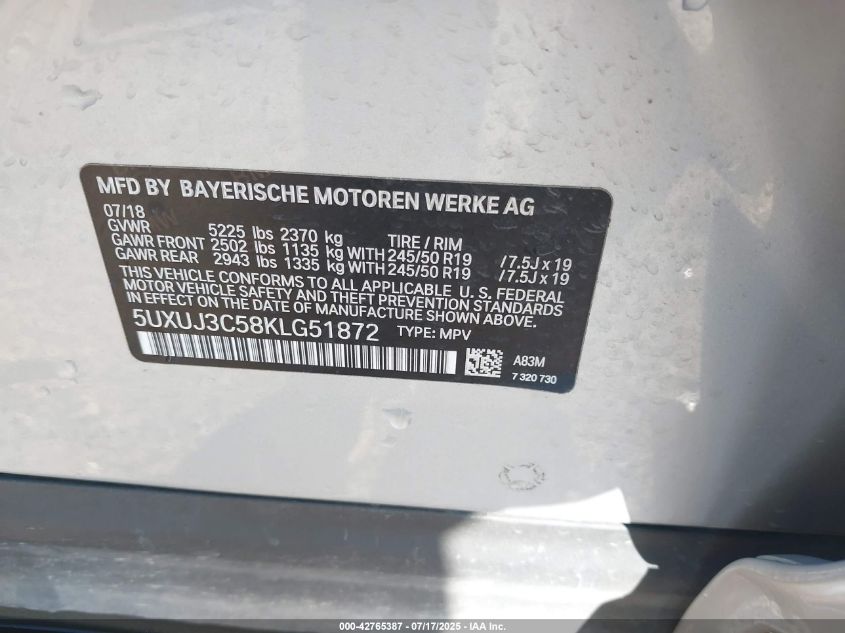 MFD BY BAYERISCHE MOTOREN WERKE AG
07/18
GVWR 5225 lbs 2370 kg TIRE / RIM
GAWR FRONT 2502 lbs 1135 kg WITH 245/50 R19 / 7.5J x 19
GAWR REAR 2943 lbs 1335 kg WITH 245/50 R19 / 7.5J x 19
THIS VEHICLE CONFORMS TO ALL APPLICABLE U. S. FEDERAL
MOTOR VEHICLE SAFETY AND THEFT PREVENTION STANDARDS
IN EFFECT ON THE DATE OF MANUFACTURE SHOWN ABOVE.
5UXUJ3C58KLG51872 TYPE: MPV
A83M
7 320 730
000-42765387 - 07/17/2025 - IAA Inc.